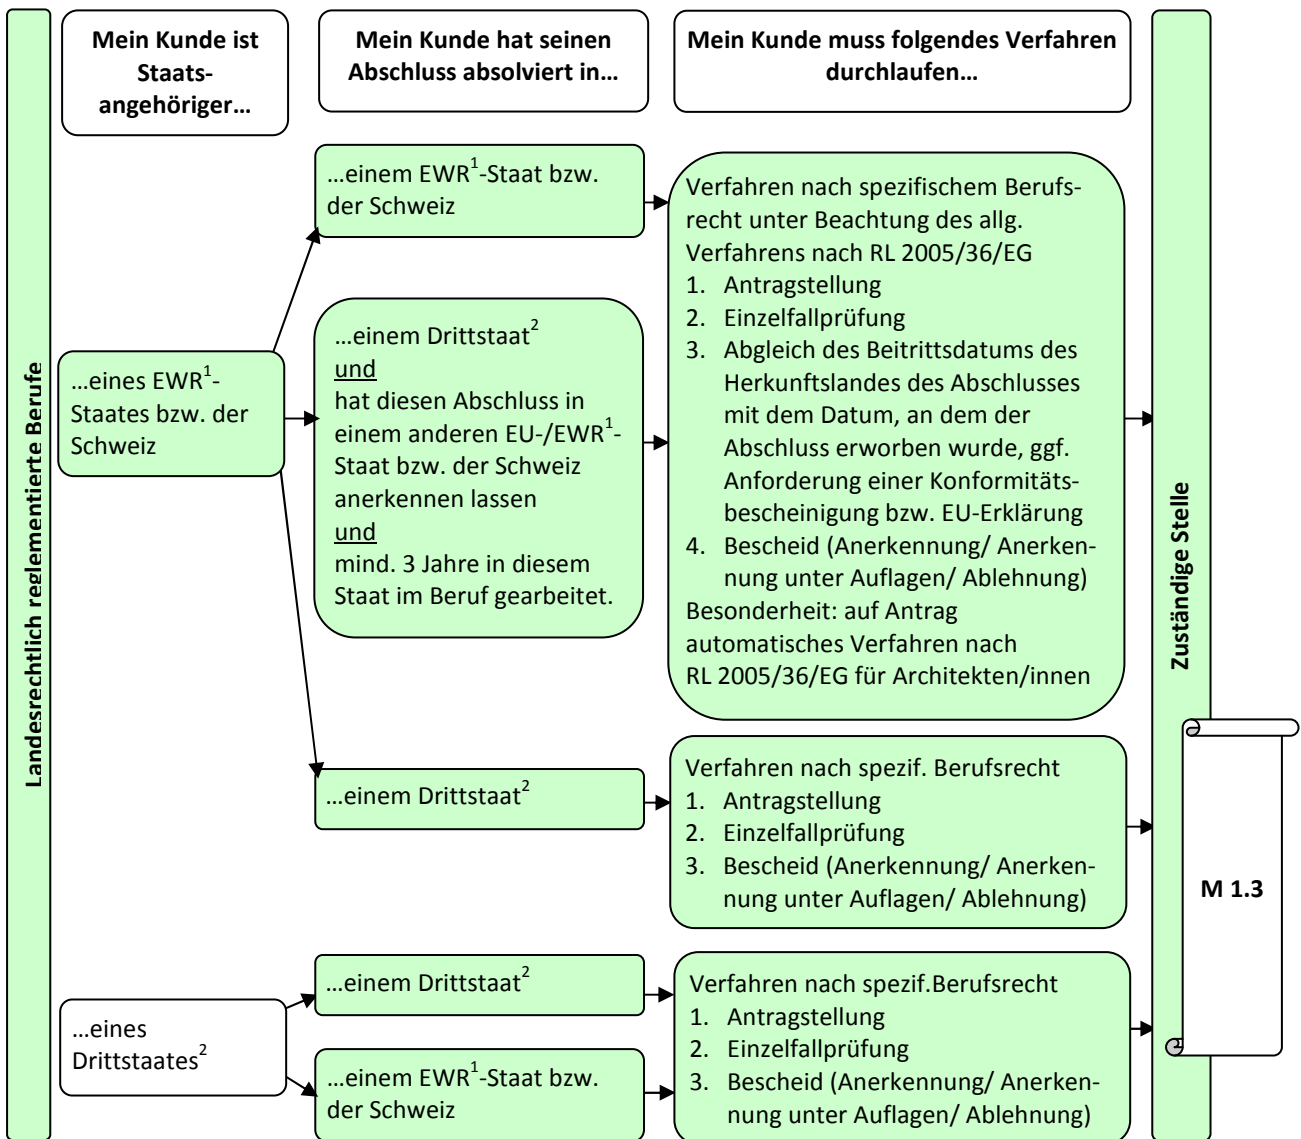 Landesrechtlich reglementierte Berufe
Mein Kunde ist
Staats-
angehöriger...
Mein Kunde hat seinen
Abschluss absolviert in...
Mein Kunde muss folgendes Verfahren
durchlaufen...
...eines EWR¹-
Staates bzw. der
Schweiz
...einem EWR¹-Staat bzw.
der Schweiz
...einem Drittstaat²
und
hat diesen Abschluss in
einem anderen EU-/EWR¹-
Staat bzw. der Schweiz
anerkennen lassen
und
mind. 3 Jahre in diesem
Staat im Beruf gearbeitet.
Verfahren nach spezifischem Berufs-
recht unter Beachtung des allg.
Verfahrens nach RL 2005/36/EG
1. Antragstellung
2. Einzelfallprüfung
3. Abgleich des Beitrittsdatums des
Herkunftslandes des Abschlusses
mit dem Datum, an dem der
Abschluss erworben wurde, ggf.
Anforderung einer Konformitäts-
bescheinigung bzw. EU-Erklärung
4. Bescheid (Anerkennung/ Anerken-
nung unter Auflagen/ Ablehnung)
Besonderheit: auf Antrag
automatisches Verfahren nach
RL 2005/36/EG für Architekten/innen
...einem Drittstaat²
Verfahren nach spezif. Berufsrecht
1. Antragstellung
2. Einzelfallprüfung
3. Bescheid (Anerkennung/ Anerken-
nung unter Auflagen/ Ablehnung)
...eines
Drittstaates²
...einem Drittstaat²
...einem EWR¹-Staat bzw.
der Schweiz
Verfahren nach spezif.Berufsrecht
1. Antragstellung
2. Einzelfallprüfung
3. Bescheid (Anerkennung/ Anerken-
nung unter Auflagen/ Ablehnung)
Zuständige Stelle
M 1.3